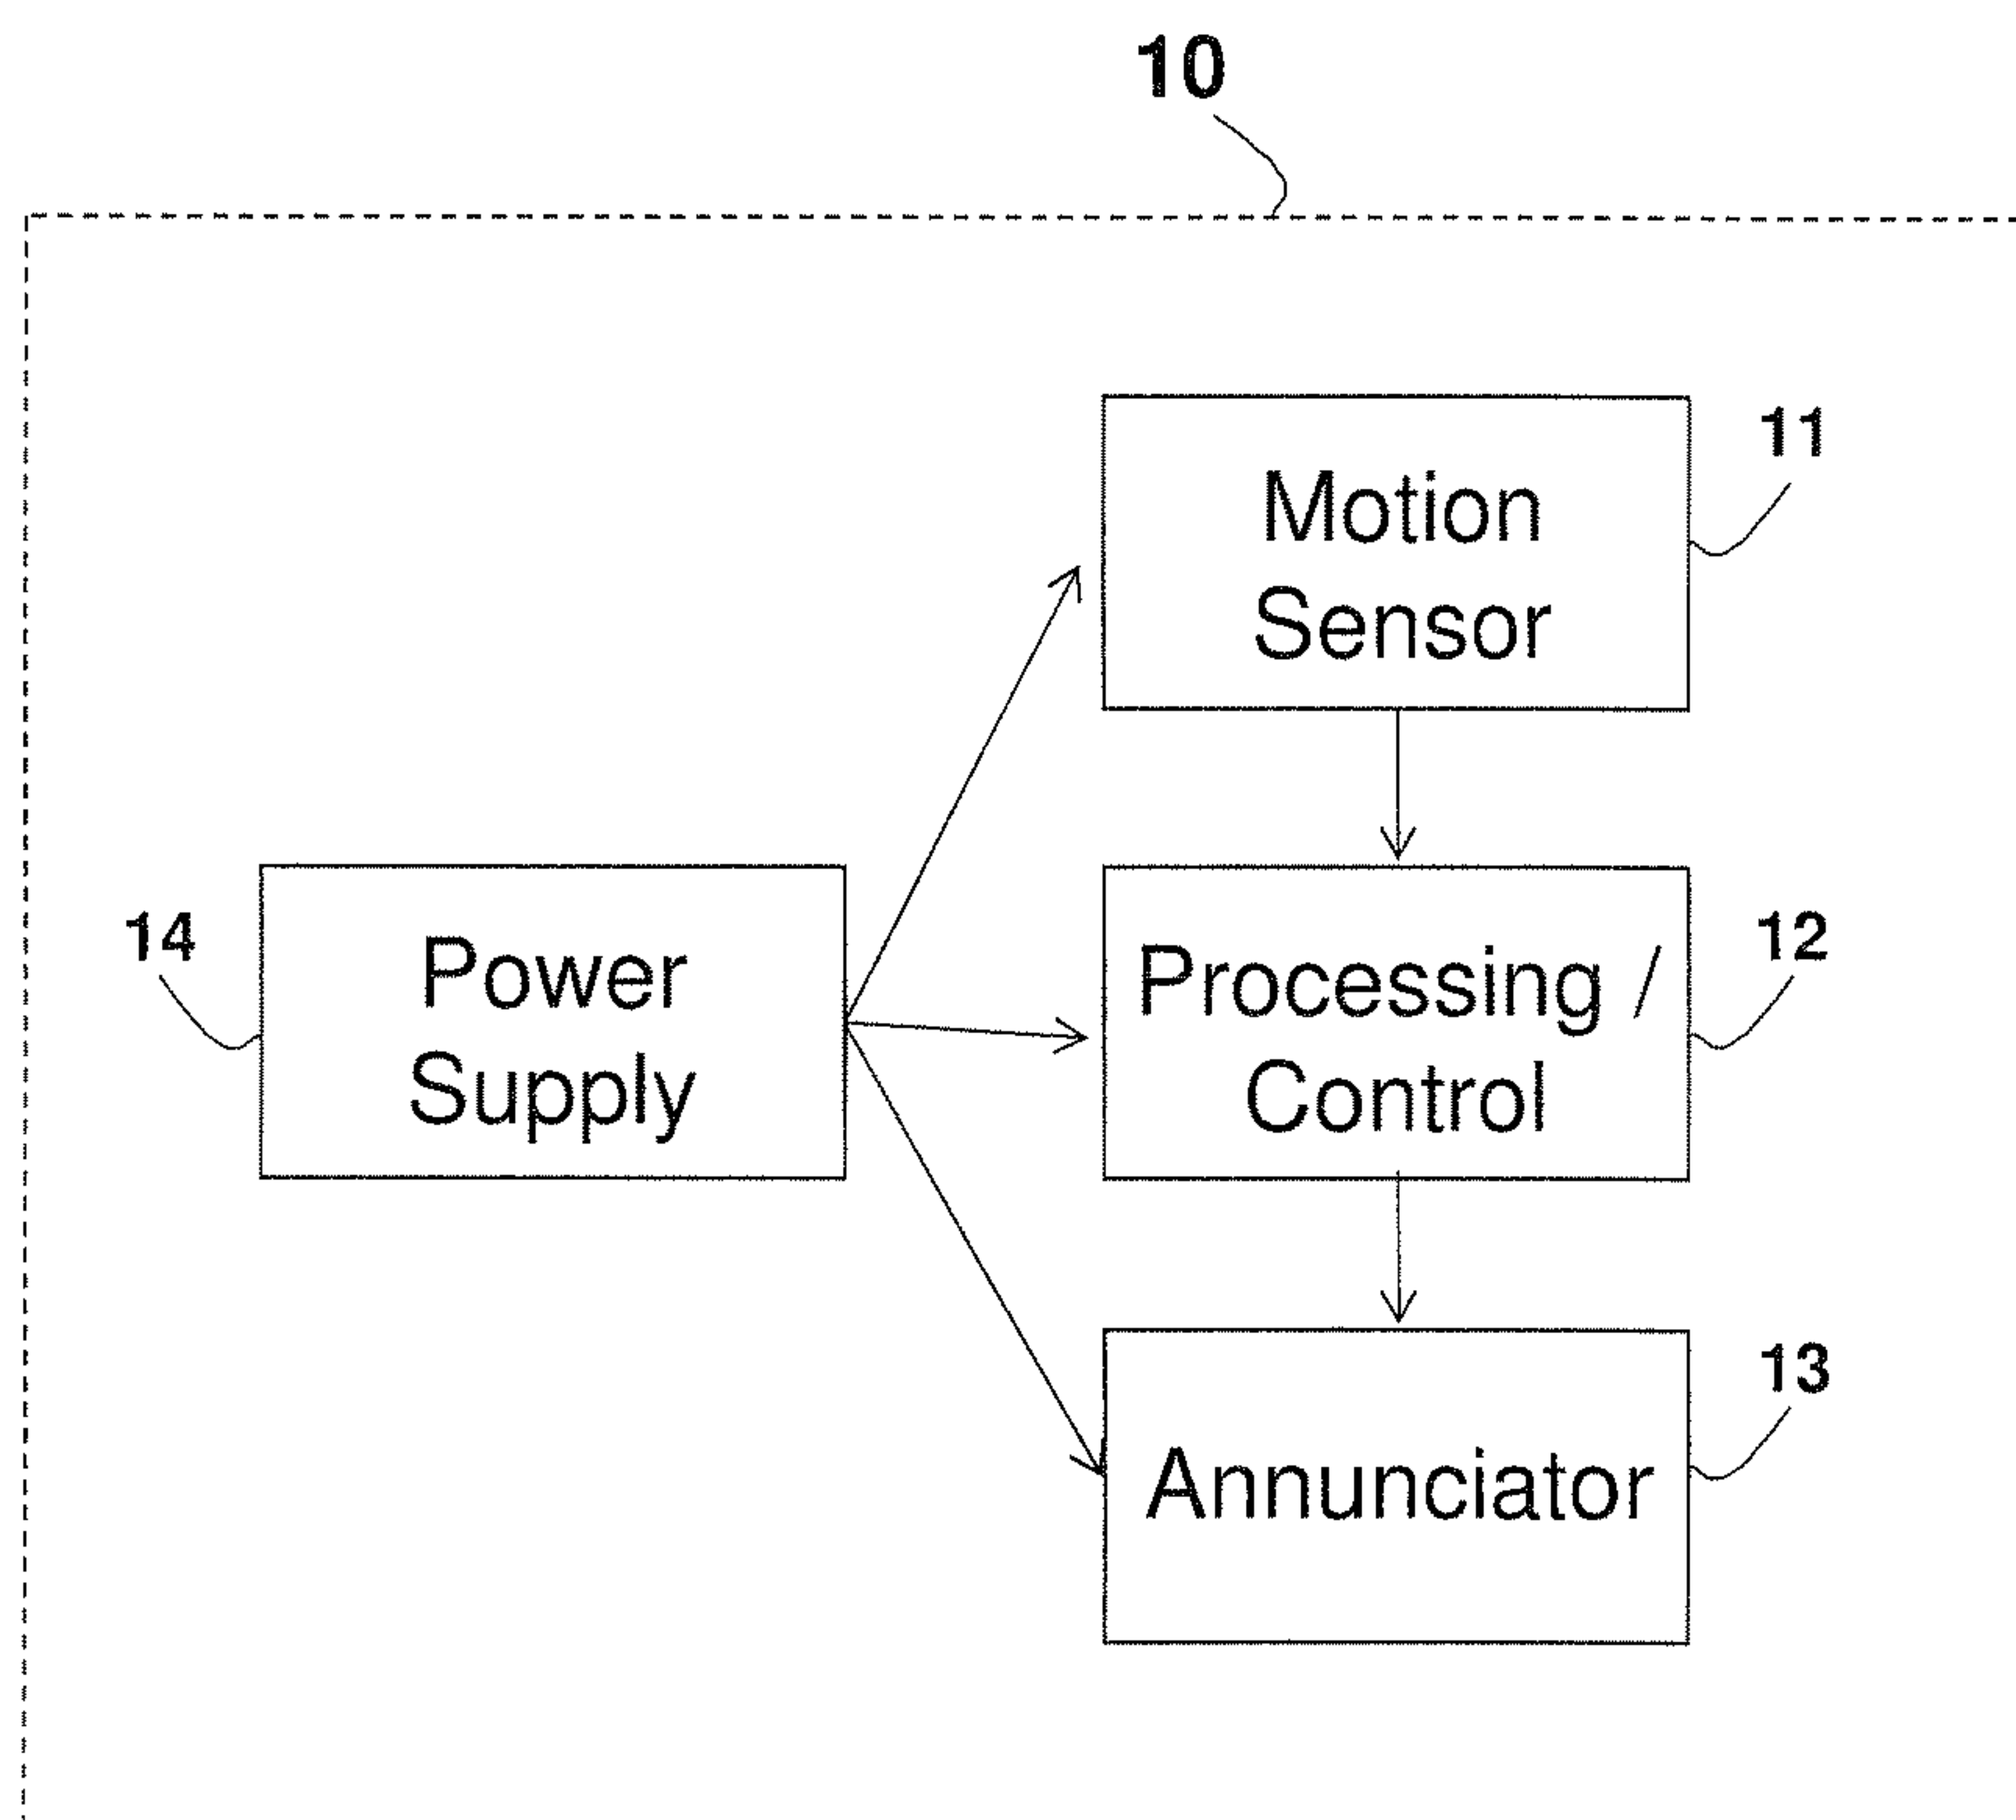 10
11
Motion
Sensor
14
Power
Supply
12
Processing /
Control
13
Annunciator